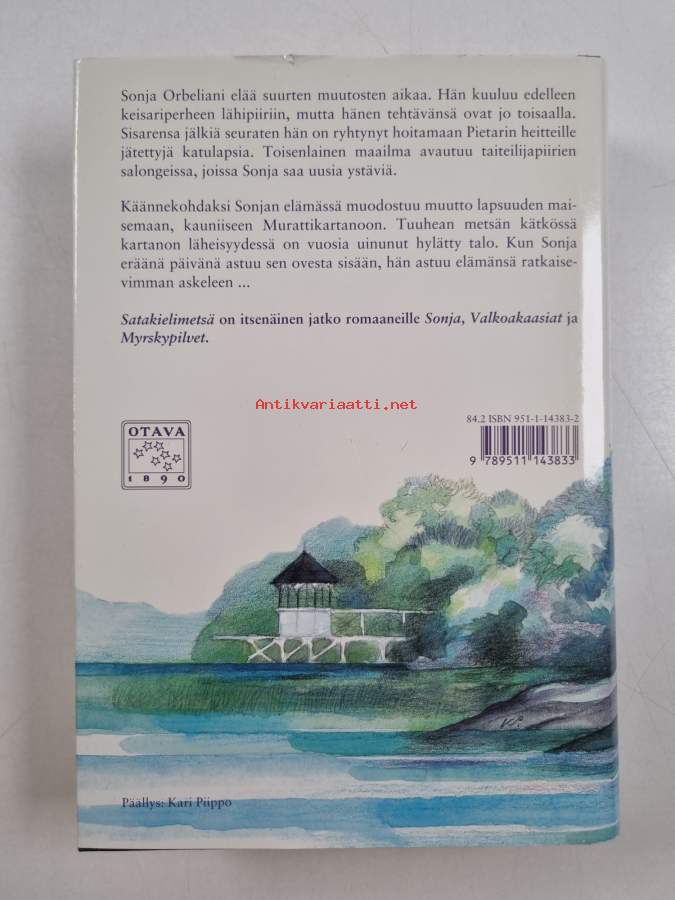 Sonja Orbeliani elää suurten muutosten aikaa. Hän kuuluu edelleen
keisariperheen lähipiiriin, mutta hänen tehtävänsä ovat jo toisaalla.
Sisarensa jälkiä seuraten hän on ryhtynyt hoitamaan Pietarin heitteille
jätettyjä katulapsia. Toisenlainen maailma avautuu taiteilijapiirien
salongeissa, joissa Sonja saa uusia ystäviä.
Käännekohdaksi Sonjan elämässä muodostuu muutto lapsuuden mai-
semaan, kauniiseen Murattikartanoon. Tuuhean metsän kätkössä
kartanon läheisyydessä on vuosia uinunut hylätty talo. Kun Sonja
eräänä päivänä astuu sen ovesta sisään, hän astuu elämänsä ratkaise-
vimman askeleen ...
Satakielimetsä on itsenäinen jatko romaaneille Sonja, Valkoakaasiat ja
Myrskypilvet.
Antikvariaatti.net
OTAVA
1890
84.2 ISBN 951-1-14383-2
9 789511 143833
Päällys: Kari Piippo